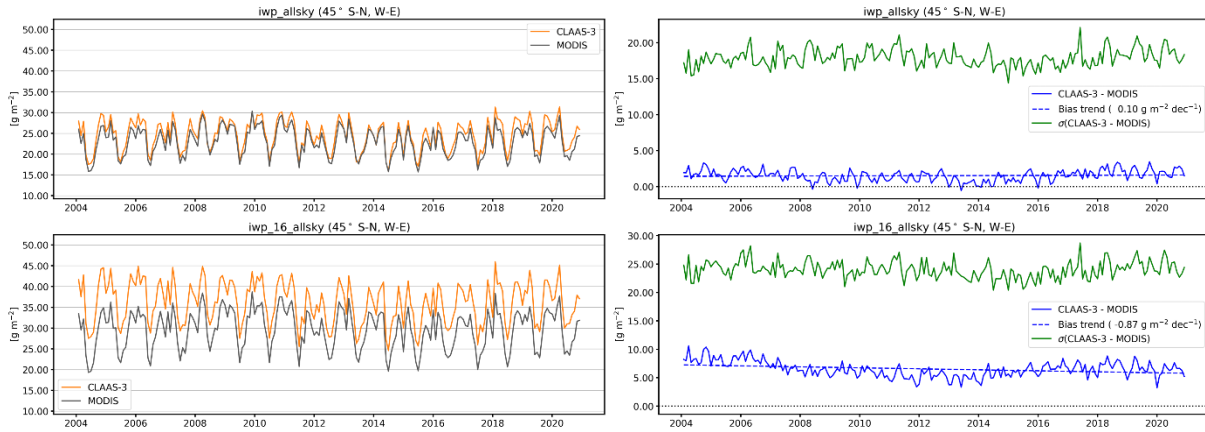 iwp_allsky (45° S-N, W-E)
50.00
45.00
40.00
35.00
30.00
25.00
20.00
15.00
10.00
[g m⁻²]
CLAAS-3
MODIS
2004 2006 2008 2010 2012 2014 2016 2018 2020
iwp_allsky (45° S-N, W-E)
20.00
15.00
10.00
5.00
0.00
[g m⁻²]
CLAAS-3 - MODIS
Bias trend ( 0.10 g m⁻² dec⁻¹)
σ(CLAAS-3 - MODIS)
2004 2006 2008 2010 2012 2014 2016 2018 2020
iwp_16_allsky (45° S-N, W-E)
50.00
45.00
40.00
35.00
30.00
25.00
20.00
15.00
10.00
[g m⁻²]
CLAAS-3
MODIS
2004 2006 2008 2010 2012 2014 2016 2018 2020
iwp_16_allsky (45° S-N, W-E)
30.00
25.00
20.00
15.00
10.00
5.00
0.00
[g m⁻²]
CLAAS-3 - MODIS
Bias trend ( -0.87 g m⁻² dec⁻¹)
σ(CLAAS-3 - MODIS)
2004 2006 2008 2010 2012 2014 2016 2018 2020